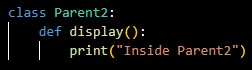 class Parent2:
    def display():
        print("Inside Parent2")